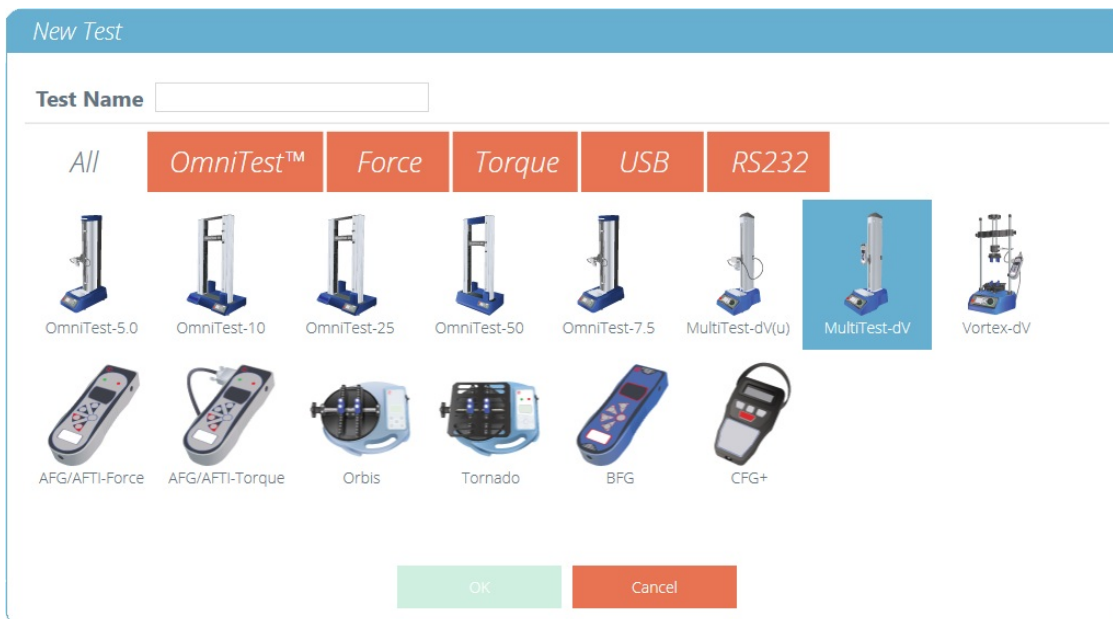 New Test
Test Name
All OmniTest™ Force Torque USB RS232
OmniTest-5.0 OmniTest-10 OmniTest-25 OmniTest-50 OmniTest-7.5 MultiTest-dV(u) MultiTest-dV Vortex-dV
AFG/AFTI-Force AFG/AFTI-Torque Orbis Tornado BFG CFG+
OK Cancel